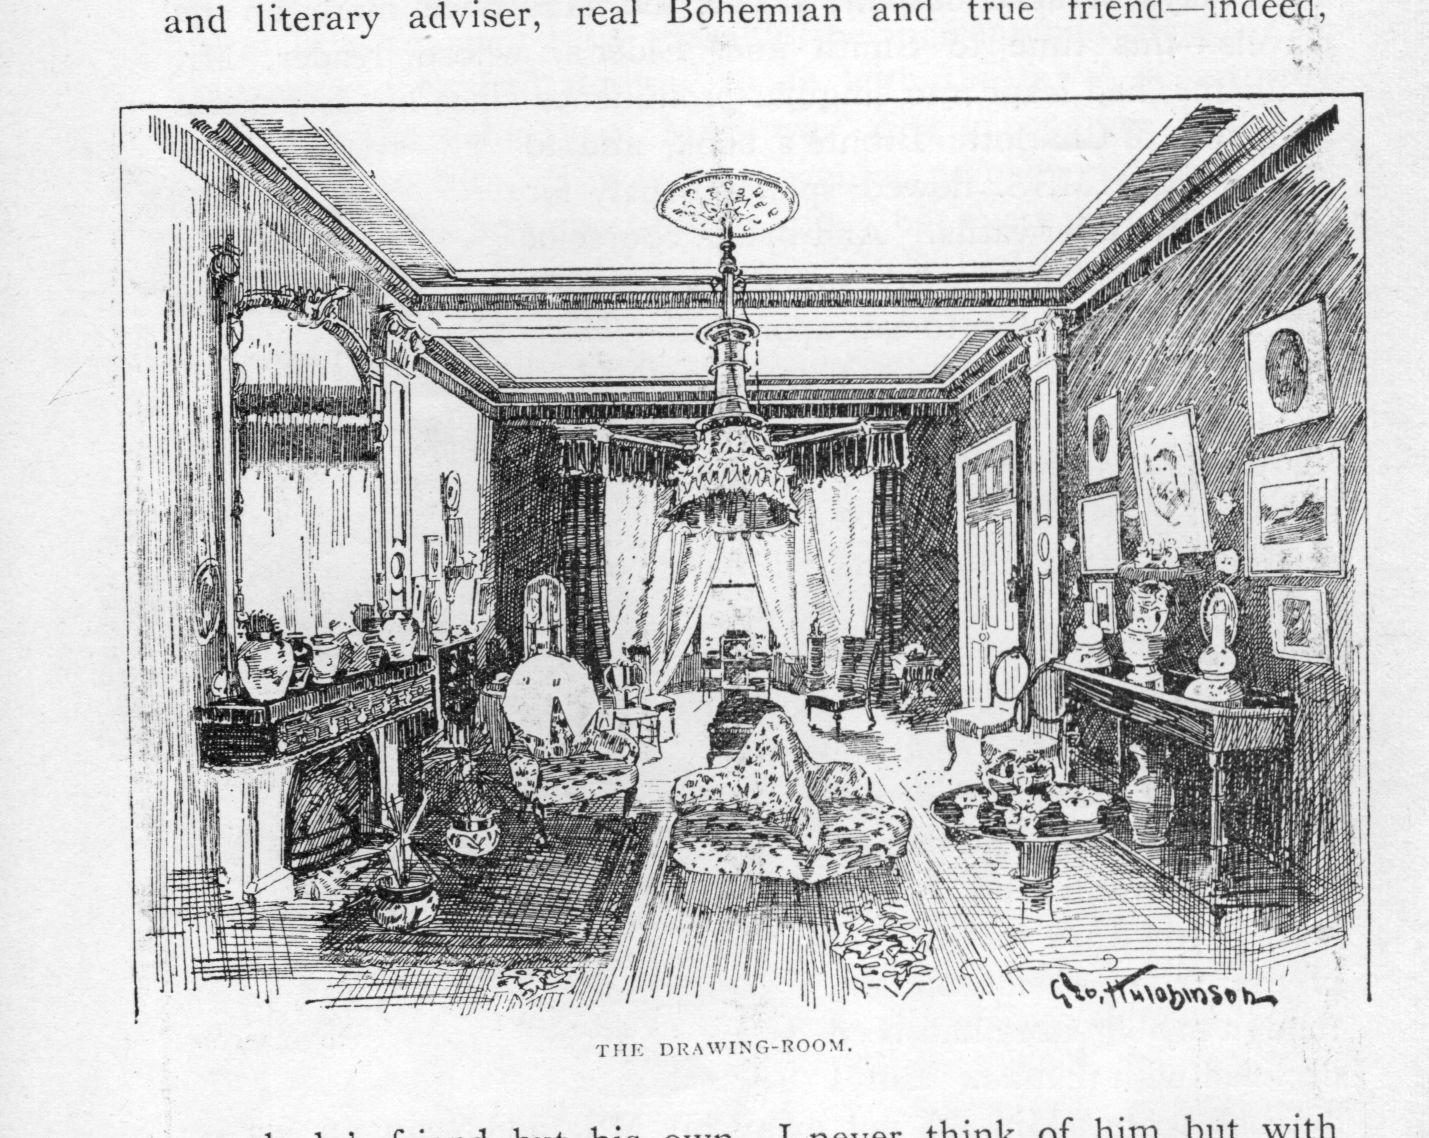 and literary adviser, real Bohemian and true friend—indeed,
Geo. Hutchinson
THE DRAWING-ROOM.
friend but his own. I never think of him but with